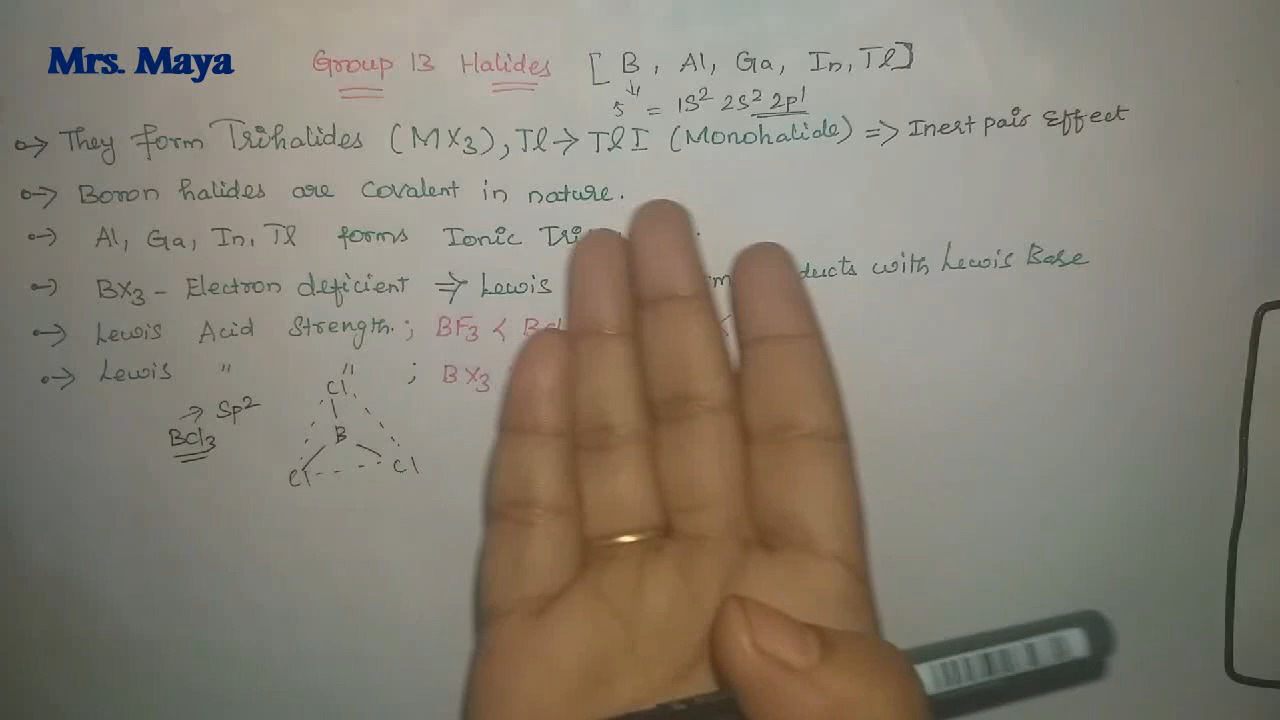 Mrs. Maya
Group 13 Halides [B, Al, Ga, In, Tl]
5 = 1S² 2S² 2p¹
They form Trihalides (MX₃), Tl → TlI (Monohalide) => Inert pair Effect
Boron halides are Covalent in nature.
Al, Ga, In, Tl forms Ionic
BX₃ - Electron deficient => Lewis with Lewis Base
Lewis Acid Strength ; BF₃ <
Lewis " " ; BX₃
→ Sp²
BCl₃
Cl
B
Cl Cl